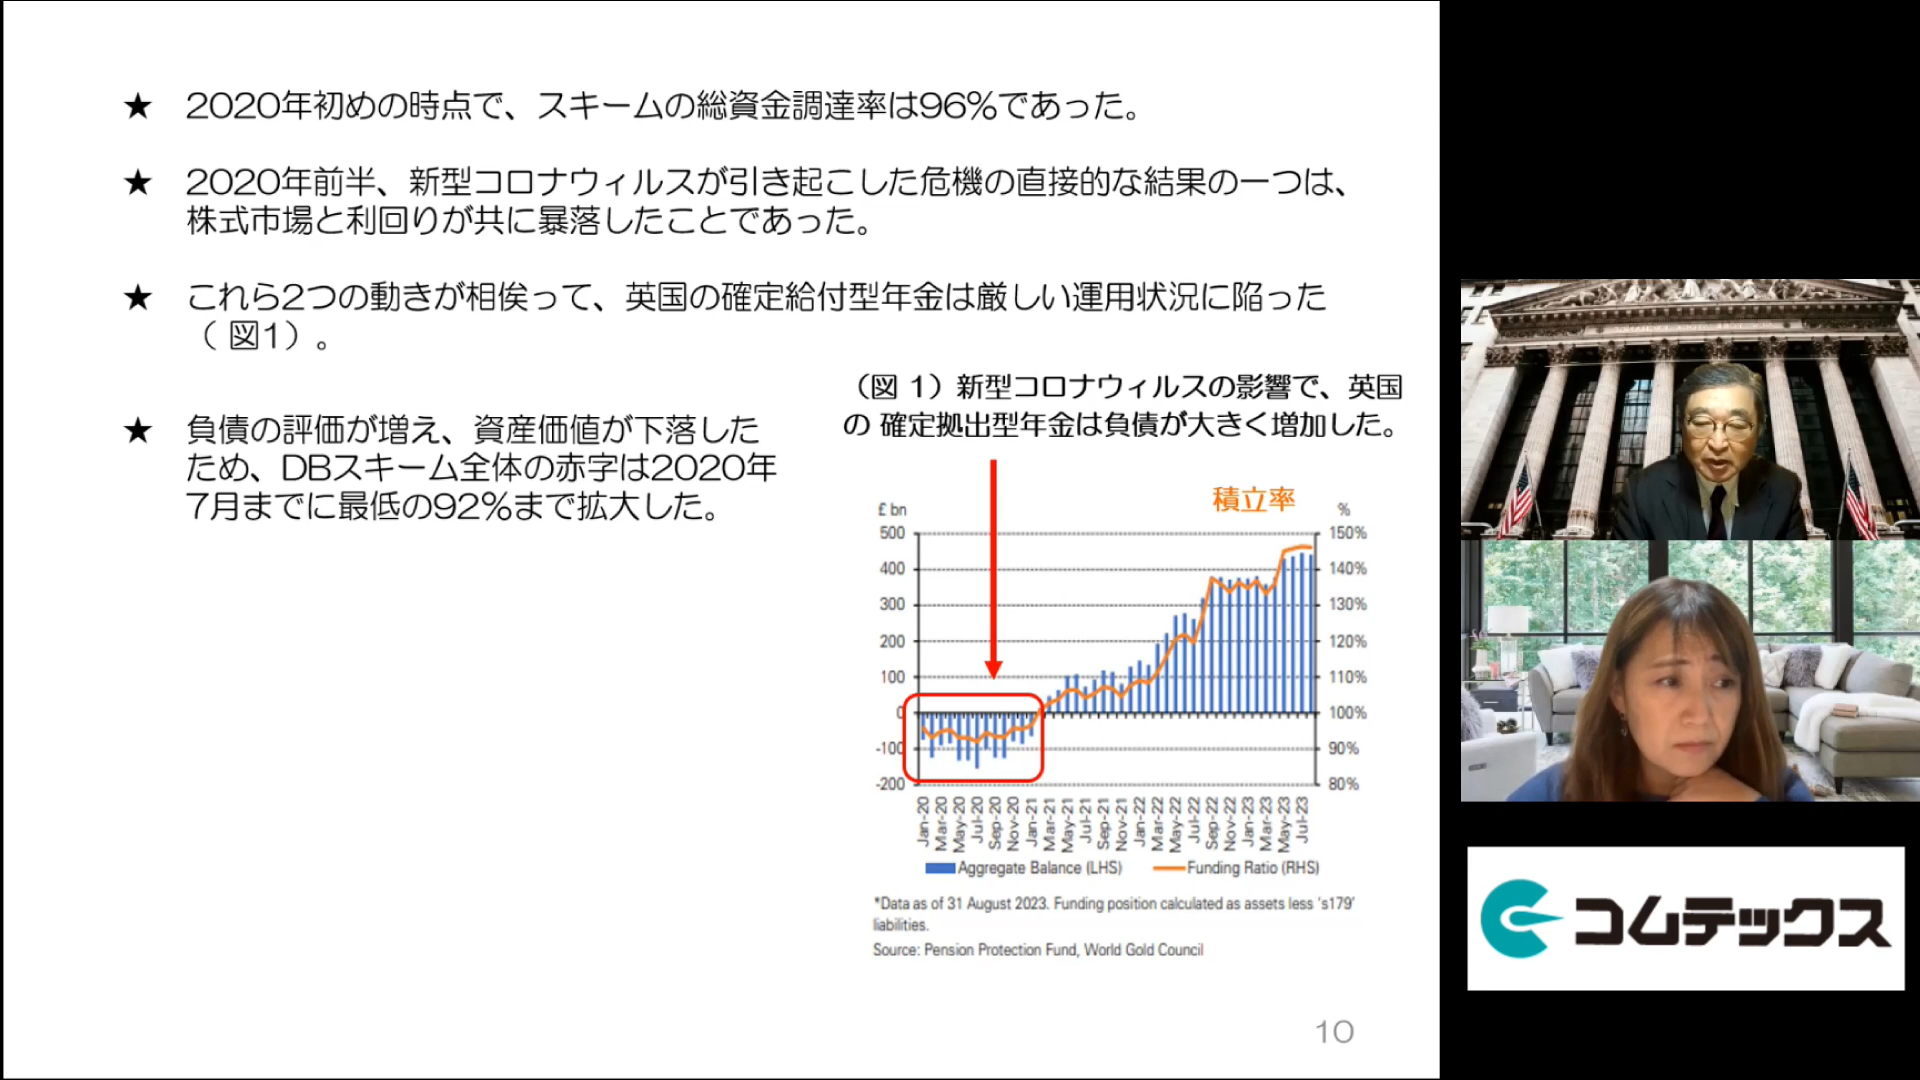 ★ 2020年初めの時点で、スキームの総資金調達率は96%であった。
★ 2020年前半、新型コロナウィルスが引き起こした危機の直接的な結果の一つは、
株式市場と利回りが共に暴落したことであった。
★ これら2つの動きが相俟って、英国の確定給付型年金は厳しい運用状況に陥った
（ 図1）。
★ 負債の評価が増え、資産価値が下落した
ため、DBスキーム全体の赤字は2020年
7月までに最低の92%まで拡大した。
（図 1）新型コロナウィルスの影響で、英国
の 確定拠出型年金は負債が大きく増加した。
積立率
£ bn
%
500
400
300
200
100
0
-100
-200
150%
140%
130%
120%
110%
100%
90%
80%
Jan-20
Mar-20
May-20
Jul-20
Sep-20
Nov-20
Jan-21
Mar-21
May-21
Jul-21
Sep-21
Nov-21
Jan-22
Mar-22
May-22
Jul-22
Sep-22
Nov-22
Jan-23
Mar-23
May-23
Jul-23
Aggregate Balance (LHS)
Funding Ratio (RHS)
*Data as of 31 August 2023. Funding position calculated as assets less 's179'
liabilities.
Source: Pension Protection Fund, World Gold Council
10
コムテックス